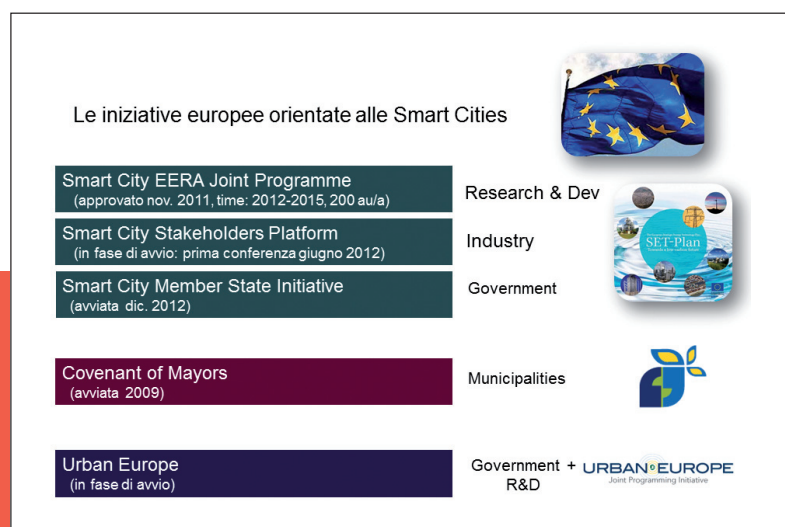 Le iniziative europee orientate alle Smart Cities
Smart City EERA Joint Programme
(approvato nov. 2011, time: 2012-2015, 200 au/a)
Research & Dev
Smart City Stakeholders Platform
(in fase di avvio: prima conferenza giugno 2012)
Industry
SET-Plan
Smart City Member State Initiative
(avviata dic. 2012)
Government
Covenant of Mayors
(avviata 2009)
Municipalities
Urban Europe
(in fase di avvio)
Government +
R&D
URBAN EUROPE
Joint Programming Initiative